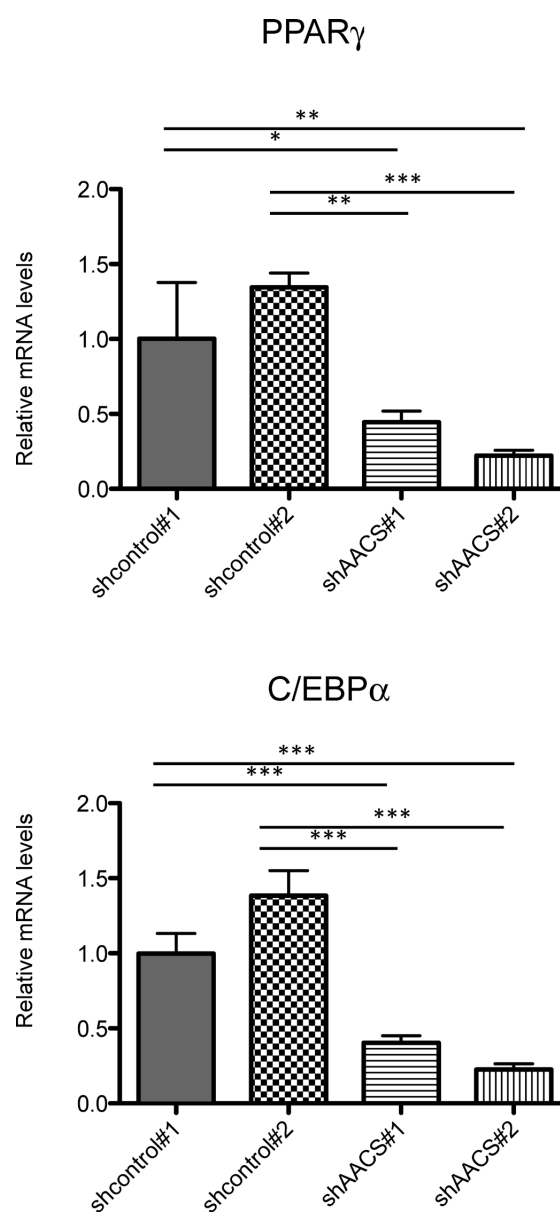 PPARγ
**
*
***
**
2.0
1.5
1.0
0.5
0.0
Relative mRNA levels
shcontrol#1
shcontrol#2
shAACS#1
shAACS#2
C/EBPα
***
***
***
***
2.0
1.5
1.0
0.5
0.0
Relative mRNA levels
shcontrol#1
shcontrol#2
shAACS#1
shAACS#2